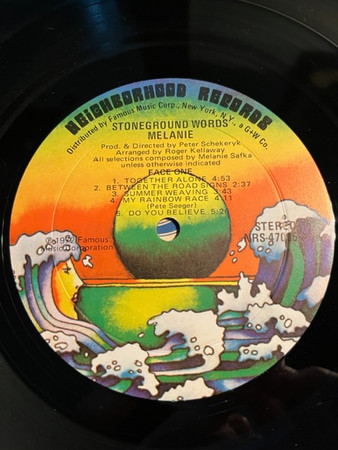 NEIGHBORHOOD RECORDS
Distributed by Famous Music Corp., New York, N.Y., a G+W Co.
STONEGROUND WORDS
MELANIE
Prod. & Directed by Peter Schekeryk
Arranged by Roger Kellaway
All selections composed by Melanie Safka
unless otherwise indicated
FACE ONE
1. TOGETHER ALONE 4:53
2. BETWEEN THE ROAD SIGNS 2:37
3. SUMMER WEAVING 3:43
4. MY RAINBOW RACE 4:11
(Pete Seeger)
5. DO YOU BELIEVE 5:26
STEREO
NRS-470
Famous
Music Corporation